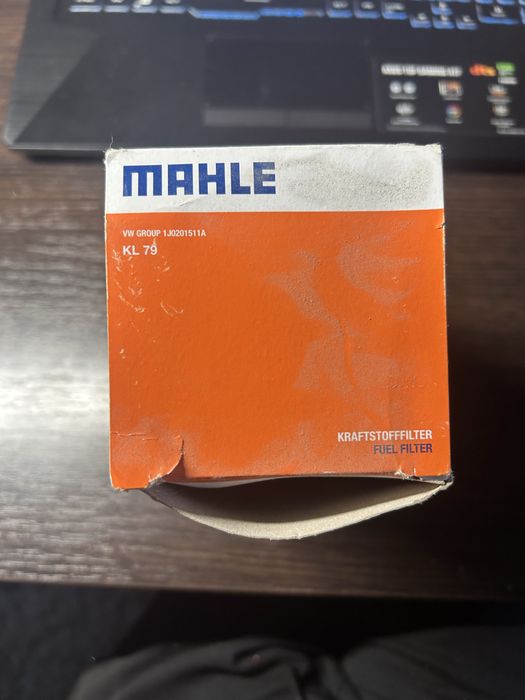 MAHLE
VW GROUP 1J0201511A
KL 79
KRAFTSTOFFFILTER
FUEL FILTER